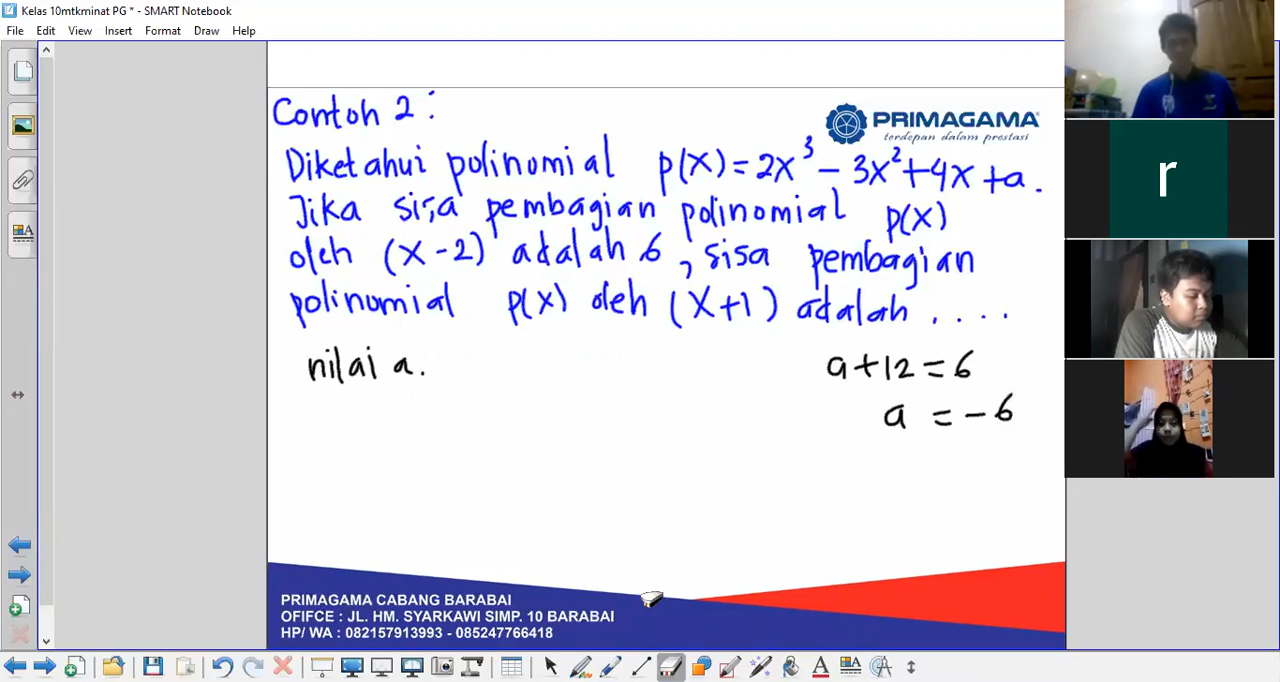 Kelas 10mtkminat PG * - SMART Notebook
File Edit View Insert Format Draw Help
Contoh 2 :
PRIMAGAMA
terdepan dalam prestasi
Diketahui polinomial p(x) = 2x³ - 3x² + 4x + a.
Jika sisa pembagian polinomial p(x)
oleh (x-2) adalah 6, sisa pembagian
polinomial p(x) oleh (x+1) adalah . . . .
nilai a.
a + 12 = 6
a = -6
PRIMAGAMA CABANG BARABAI
OFIFCE : JL. HM. SYARKAWI SIMP. 10 BARABAI
HP/ WA : 082157913993 - 085247766418
r